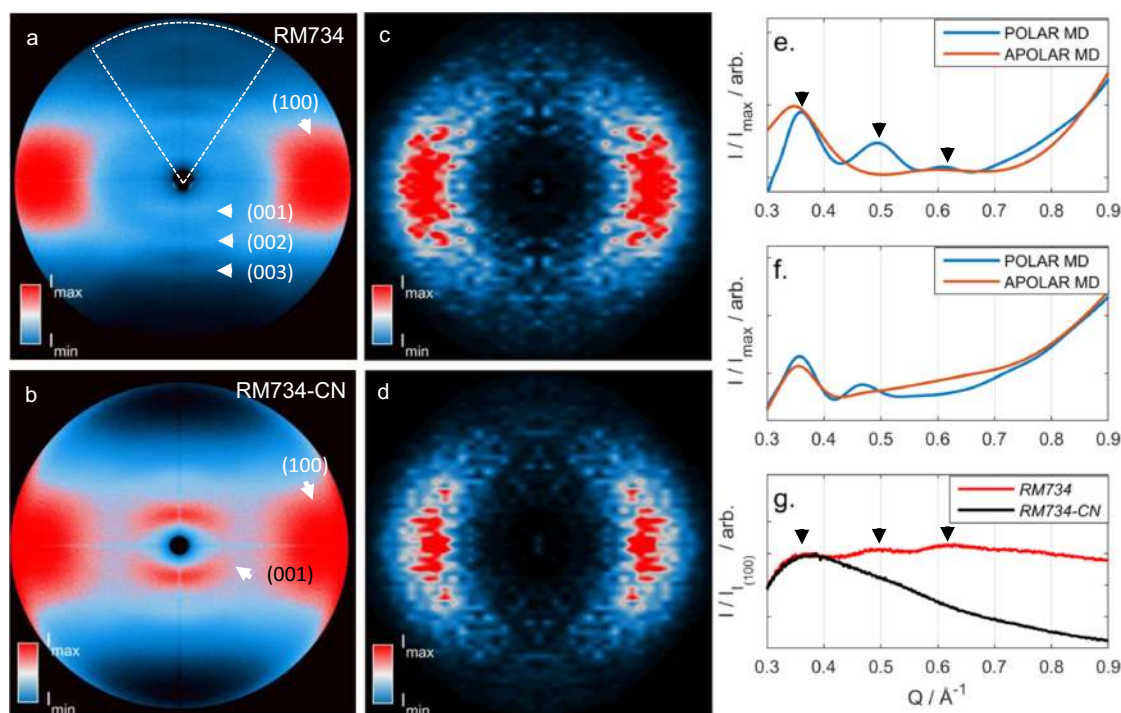 a
RM734
(100)
(001)
(002)
(003)
I max
I min
b
RM734-CN
(100)
(001)
I max
I min
c
I max
I min
d
I max
I min
e.
POLAR MD
APOLAR MD
I / I max / arb.
0.3 0.4 0.5 0.6 0.7 0.8 0.9
f.
POLAR MD
APOLAR MD
I / I max / arb.
0.3 0.4 0.5 0.6 0.7 0.8 0.9
g.
RM734
RM734-CN
I / I (100) / arb.
0.3 0.4 0.5 0.6 0.7 0.8 0.9
Q / Å-1